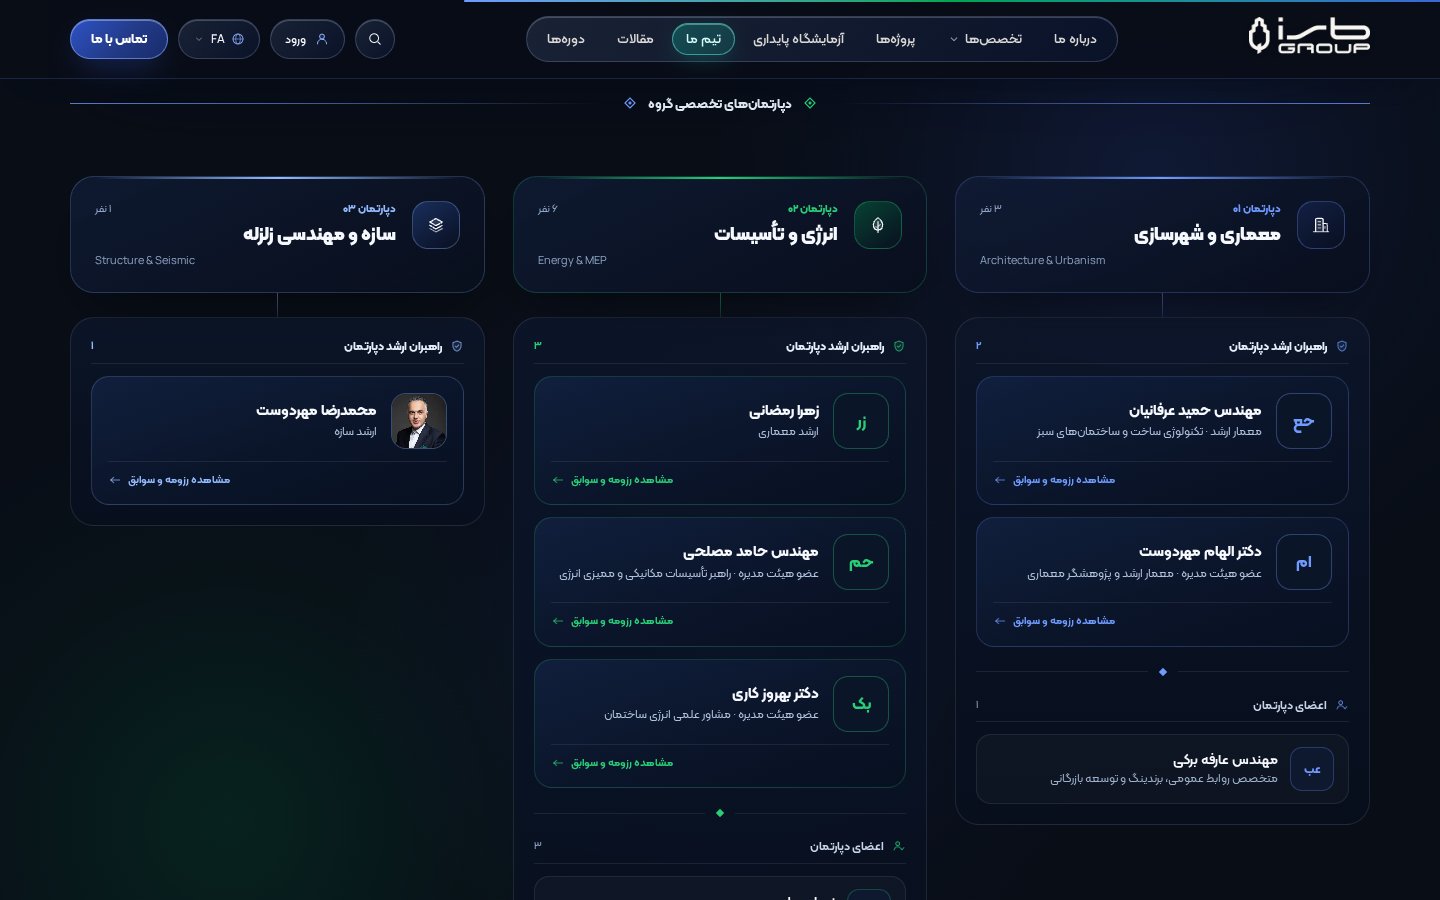 irb
GROUP
درباره ما
تخصص‌ها
پروژه‌ها
آزمایشگاه پایداری
تیم ما
مقالات
دوره‌ها
ورود
FA
تماس با ما
دپارتمان‌های تخصصی گروه
دپارتمان ۰۱
۳ نفر
معماری و شهرسازی
Architecture & Urbanism
راهبران ارشد دپارتمان
۲
حع
مهندس حمید عرفانیان
معمار ارشد · تکنولوژی ساخت و ساختمان‌های سبز
مشاهده رزومه و سوابق
ام
دکتر الهام مهردوست
عضو هیئت مدیره · معمار ارشد و پژوهشگر معماری
مشاهده رزومه و سوابق
اعضای دپارتمان
۱
عب
مهندس عارفه برکی
متخصص روابط عمومی، برندینگ و توسعه بازرگانی
دپارتمان ۰۲
۶ نفر
انرژی و تأسیسات
Energy & MEP
راهبران ارشد دپارتمان
۳
زر
زهرا رمضانی
ارشد معماری
مشاهده رزومه و سوابق
حم
مهندس حامد مصلحی
عضو هیئت مدیره · راهبر تأسیسات مکانیکی و ممیزی انرژی
مشاهده رزومه و سوابق
بک
دکتر بهروز کاری
عضو هیئت مدیره · مشاور علمی انرژی ساختمان
مشاهده رزومه و سوابق
اعضای دپارتمان
۳
دپارتمان ۰۳
۱ نفر
سازه و مهندسی زلزله
Structure & Seismic
راهبران ارشد دپارتمان
۱
محمدرضا مهردوست
ارشد سازه
مشاهده رزومه و سوابق